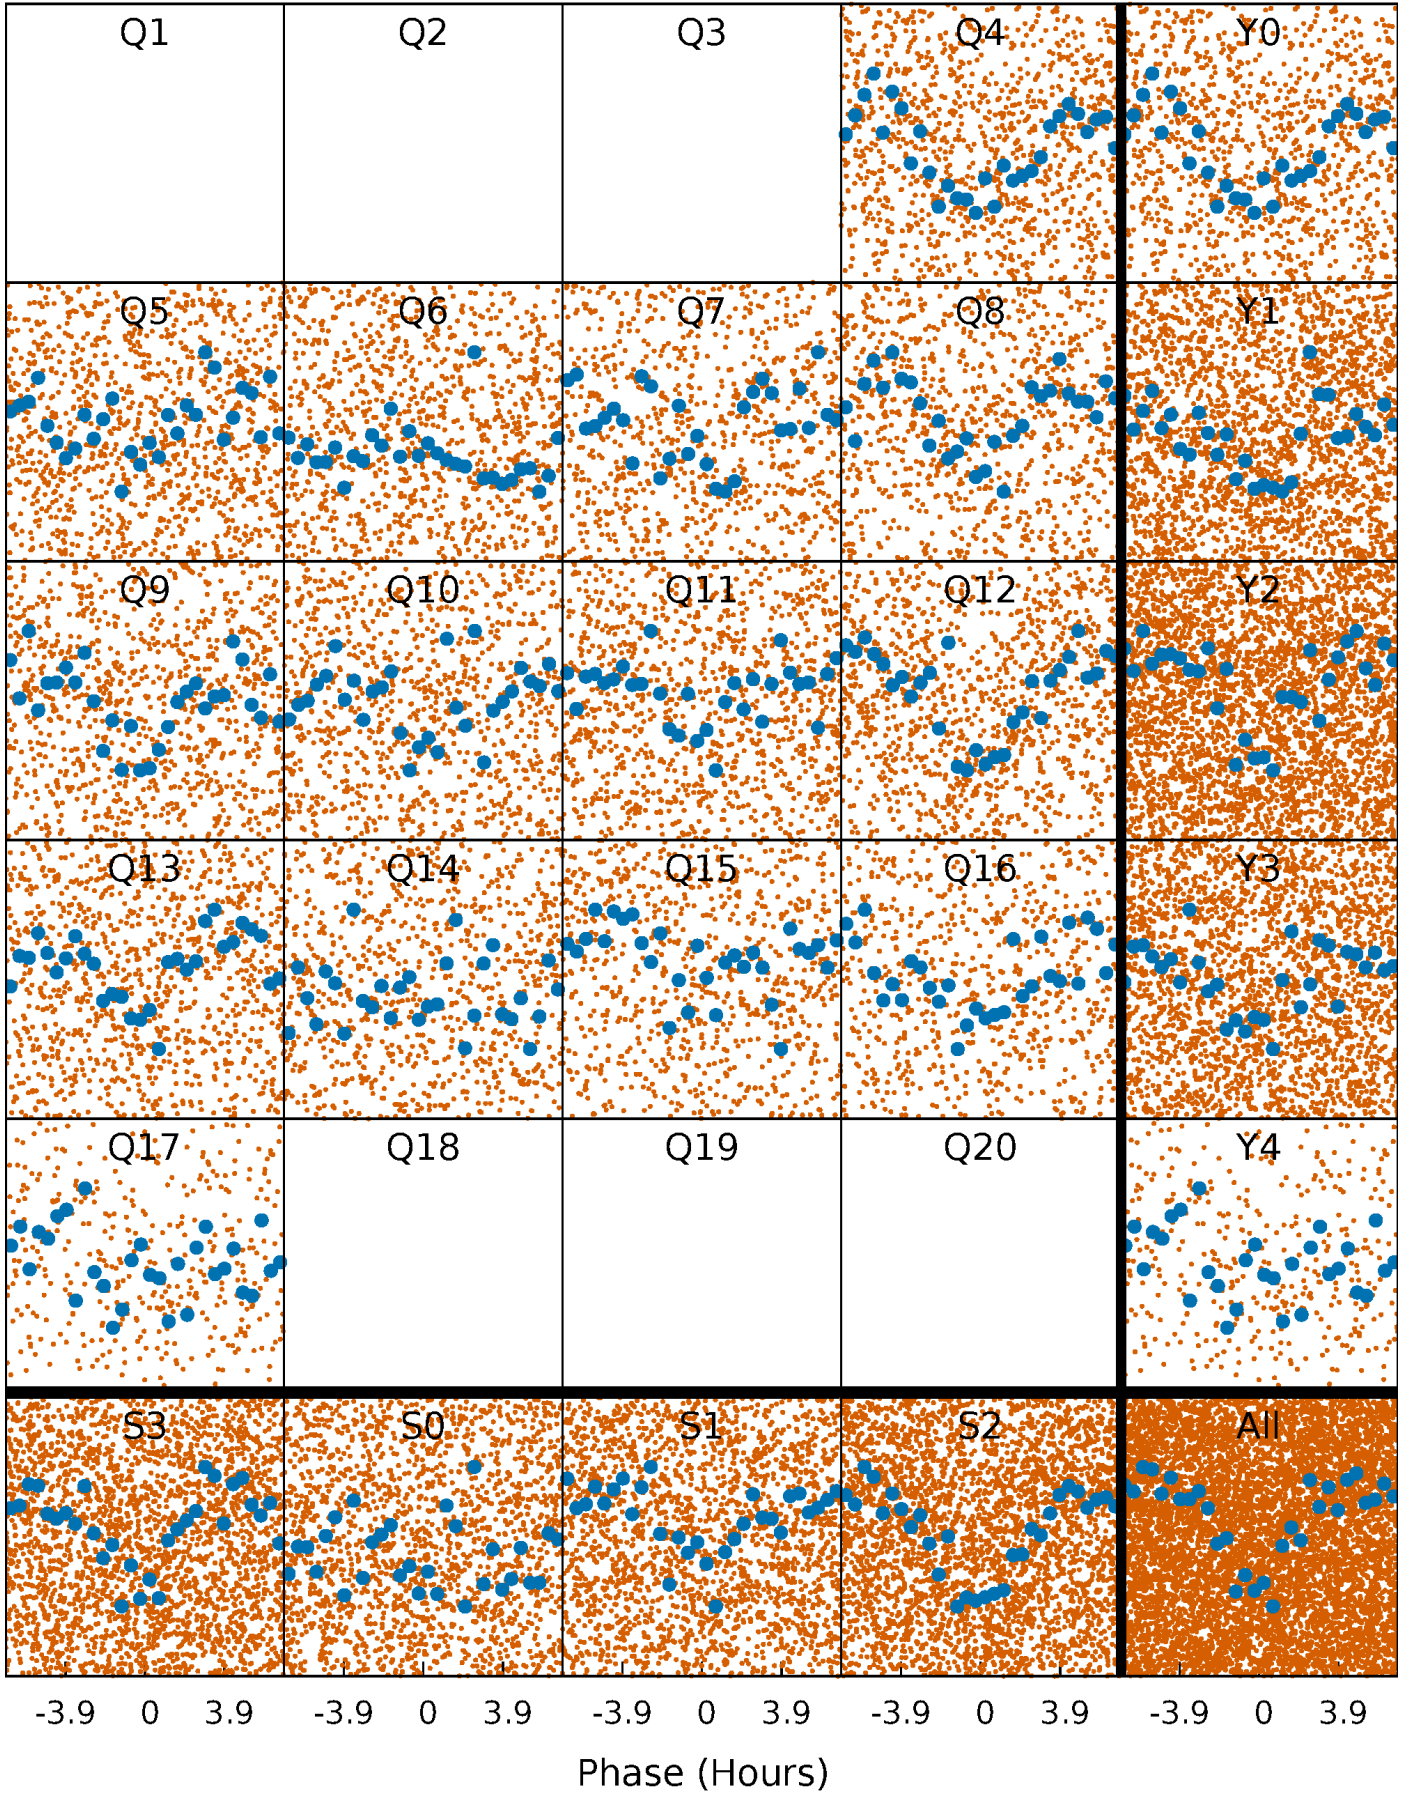 Q1 Q2 Q3 Q4 Y0
Q5 Q6 Q7 Q8 Y1
Q9 Q10 Q11 Q12 Y2
Q13 Q14 Q15 Q16 Y3
Q17 Q18 Q19 Q20 Y4
S3 S0 S1 S2 All
-3.9 0 3.9 -3.9 0 3.9 -3.9 0 3.9 -3.9 0 3.9 -3.9 0 3.9
Phase (Hours)